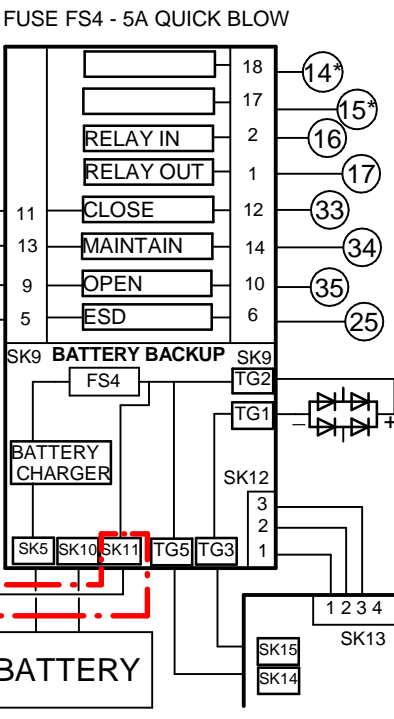 FUSE FS4 - 5A QUICK BLOW
18 14*
17 15*
RELAY IN 2 16
RELAY OUT 1 17
11 CLOSE 12 33
13 MAINTAIN 14 34
9 OPEN 10 35
5 ESD 6 25
SK9 BATTERY BACKUP SK9
FS4 TG2
TG1
− +
BATTERY
CHARGER
SK12
3
2
1
SK5 SK10 SK11 TG5 TG3
1 2 3 4
SK13
SK15
SK14
BATTERY